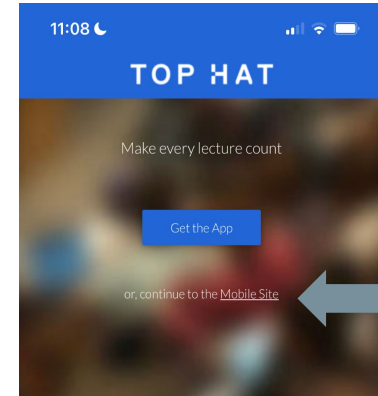 11:08
TOP HAT
Make every lecture count
Get the App
or, continue to the Mobile Site